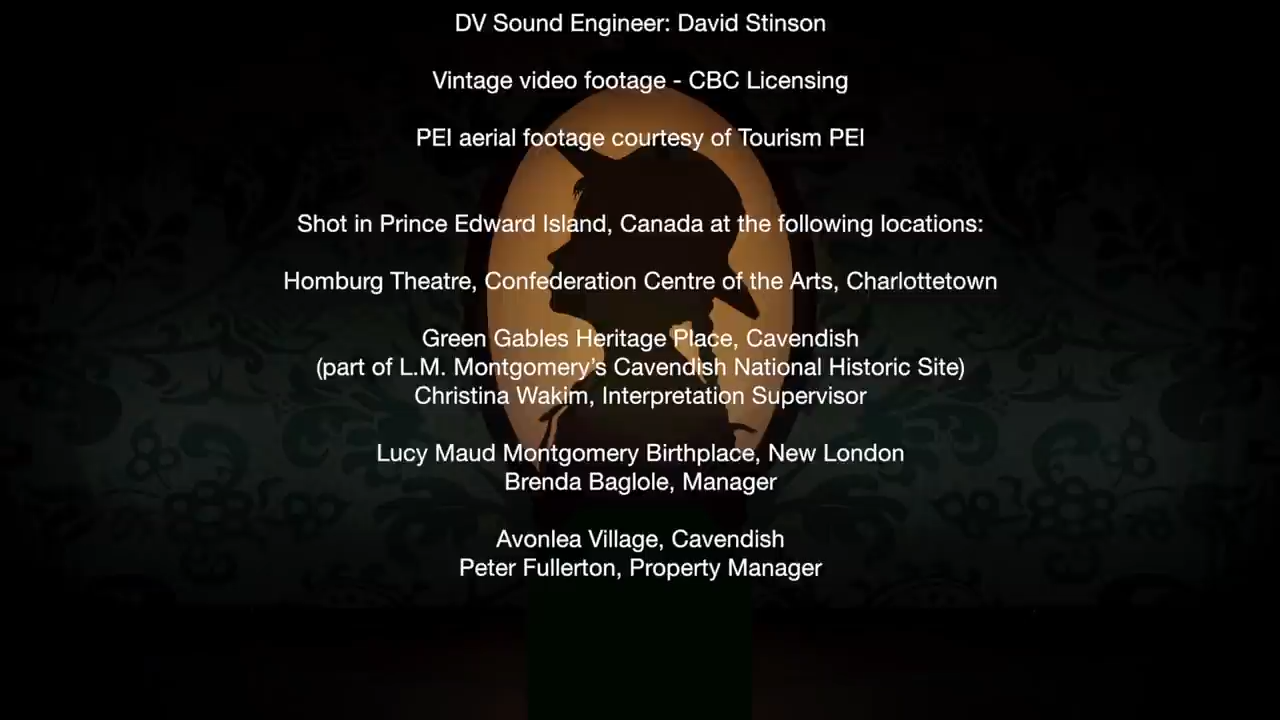 DV Sound Engineer: David Stinson
Vintage video footage - CBC Licensing
PEI aerial footage courtesy of Tourism PEI
Shot in Prince Edward Island, Canada at the following locations:
Homburg Theatre, Confederation Centre of the Arts, Charlottetown
Green Gables Heritage Place, Cavendish
(part of L.M. Montgomery’s Cavendish National Historic Site)
Christina Wakim, Interpretation Supervisor
Lucy Maud Montgomery Birthplace, New London
Brenda Baglole, Manager
Avonlea Village, Cavendish
Peter Fullerton, Property Manager